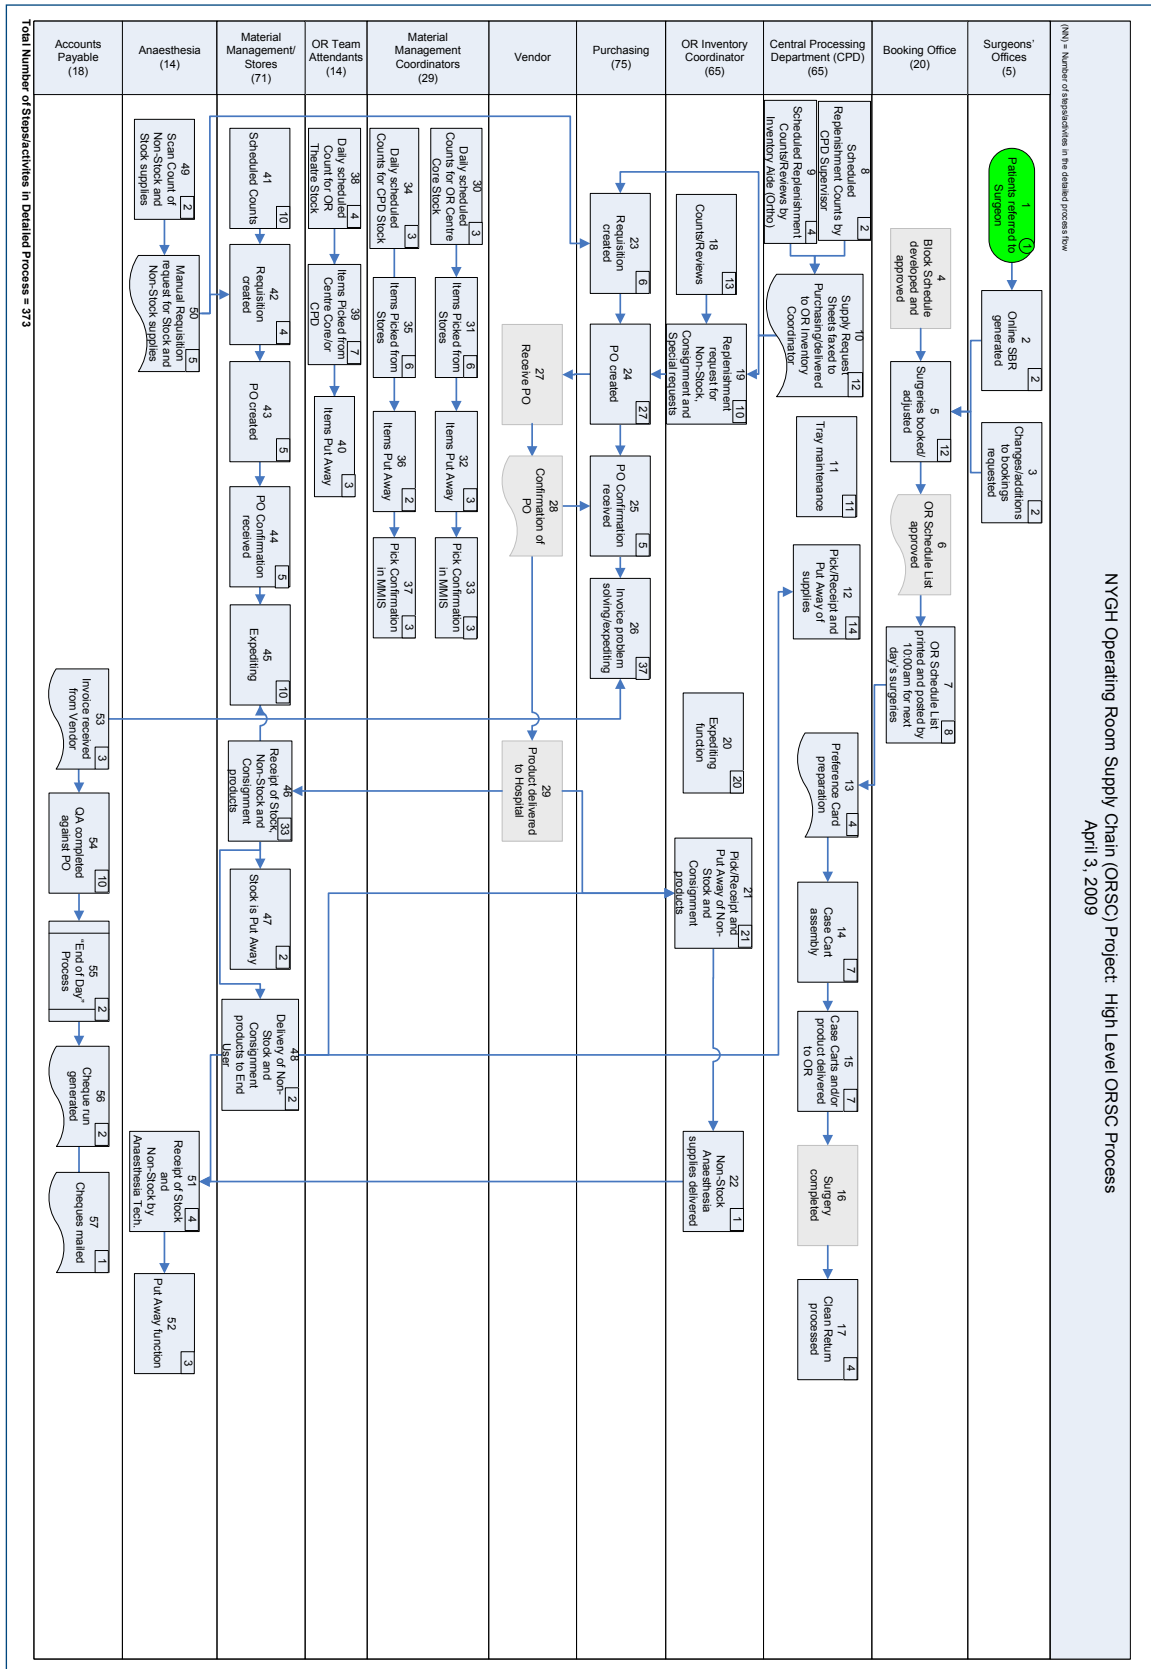 NYGH Operating Room Supply Chain (ORSC) Project: High Level ORSC Process
April 3, 2009
(NN) = Number of steps/activites in the detailed process flow
Surgeons'
Offices
(5)
1
1
Patients referred to
Surgeon
2
Online SBR
generated
2
3
Changes/additions
to bookings
requested
2
Booking Office
(20)
4
Block Schedule
developed and
approved
5
Surgeries booked/
adjusted
12
6
OR Schedule List
approved
7
OR Schedule List
printed and posted by
10:00am for next
day's surgeries
8
Central Processing
Department (CPD)
(65)
8
Scheduled
Replenishment
Counts by
CPD Supervisor
2
9
Scheduled Replenishment
Counts/Reviews by
Inventory Aide (Ortho)
4
10
Supply Request
Sheets faxed to
Purchasing/delivered
to OR Inventory
Coordinator
12
11
Tray maintenance
11
12
Pick/Receipt and
Put Away of
supplies
14
13
Preference Card
preparation
4
14
Case Cart
assembly
7
15
Case Carts and/or
product delivered
to OR
7
16
Surgery
completed
17
Clean Return
processed
4
OR Inventory
Coordinator
(65)
18
Counts/Reviews
13
19
Replenishment
request for
Non-Stock,
Consignment and
Special requests
10
20
Expediting
function
20
21
Pick/Receipt and
Put Away of Non-
Stock and
Consignment
products
21
22
Non-Stock
Anaesthesia
supplies delivered
1
Purchasing
(75)
23
Requisition
created
6
24
PO created
27
25
PO Confirmation
received
5
26
Invoice problem
solving/expediting
37
Vendor
27
Receive PO
28
Confirmation of
PO
29
Product delivered
to Hospital
Material
Management
Coordinators
(29)
30
Daily scheduled
Counts for OR Centre
Core Stock
3
31
Items Picked from
Stores
6
32
Items Put Away
3
33
Pick Confirmation
in MMIS
3
34
Daily scheduled
Counts for CPD Stock
3
35
Items Picked from
Stores
6
36
Items Put Away
2
37
Pick Confirmation
in MMIS
3
OR Team
Attendants
(14)
38
Daily scheduled
Count for OR
Theatre Stock
4
39
Items Picked from
Centre Core/or
CPD
7
40
Items Put Away
3
Material
Management/
Stores
(71)
41
Scheduled Counts
10
42
Requisition
created
4
43
PO created
5
44
PO Confirmation
received
5
45
Expediting
10
46
Receipt of Stock,
Non-Stock and
Consignment
products
33
47
Stock is Put Away
2
48
Delivery of Non-
Stock and
Consignment
products to End
User
2
Anaesthesia
(14)
49
Scan Count of
Non-Stock and
Stock supplies
2
50
Manual Requisition
request for Stock and
Non-Stock supplies
5
51
Receipt of Stock
and
Non-Stock by
Anaesthesia Tech.
4
52
Put Away function
3
Accounts
Payable
(18)
53
Invoice received
from Vendor
3
54
QA completed
against PO
10
55
"End of Day"
Process
2
56
Cheque run
generated
2
57
Cheques mailed
1
Total Number of Steps/activites in Detailed Process = 373